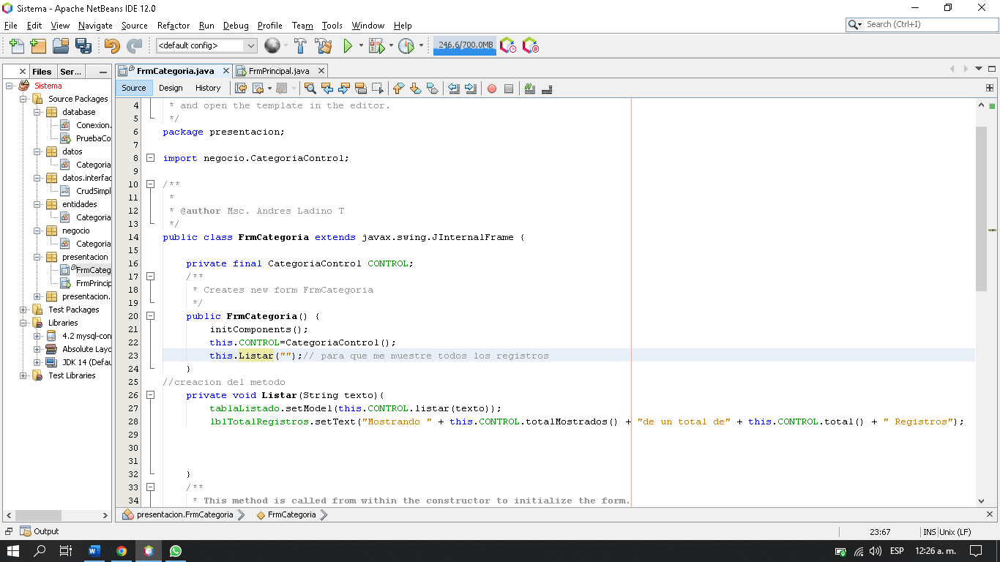 Sistema - Apache NetBeans IDE 12.0
File Edit View Navigate Source Refactor Run Debug Profile Team Tools Window Help
Search (Ctrl+I)
<default config>
246,6/700,0MB
Files Ser...
FrmCategoria.java FrmPrincipal.java
Source Design History
Sistema
Source Packages
database
Conexion.
PruebaCo
datos
Categoria
datos.interfac
CrudSimpl
entidades
Categoria
negocio
Categoria
presentacion
FrmCateg
FrmPrincip
presentacion.
Test Packages
Libraries
4.2 mysql-con
Absolute Layo
JDK 14 (Defau
Test Libraries
4 * and open the template in the editor.
5 */
6 package presentacion;
7
8 import negocio.CategoriaControl;
9
10 /**
11 *
12 * @author Msc. Andres Ladino T
13 */
14 public class FrmCategoria extends javax.swing.JInternalFrame {
15
16 private final CategoriaControl CONTROL;
17 /**
18 * Creates new form FrmCategoria
19 */
20 public FrmCategoria() {
21 initComponents();
22 this.CONTROL=CategoriaControl();
23 this.Listar("");// para que me muestre todos los registros
24 }
25 //creacion del metodo
26 private void Listar(String texto){
27 tablaListado.setModel(this.CONTROL.listar(texto));
28 lblTotalRegistros.setText("Mostrando " + this.CONTROL.totalMostrados() + "de un total de" + this.CONTROL.total() + " Registros");
29
30
31
32 }
33 /**
34 * This method is called from within the constructor to initialize the form.
presentacion.FrmCategoria FrmCategoria
Output
23:67 INS Unix (LF)
ESP 12:26 a. m.